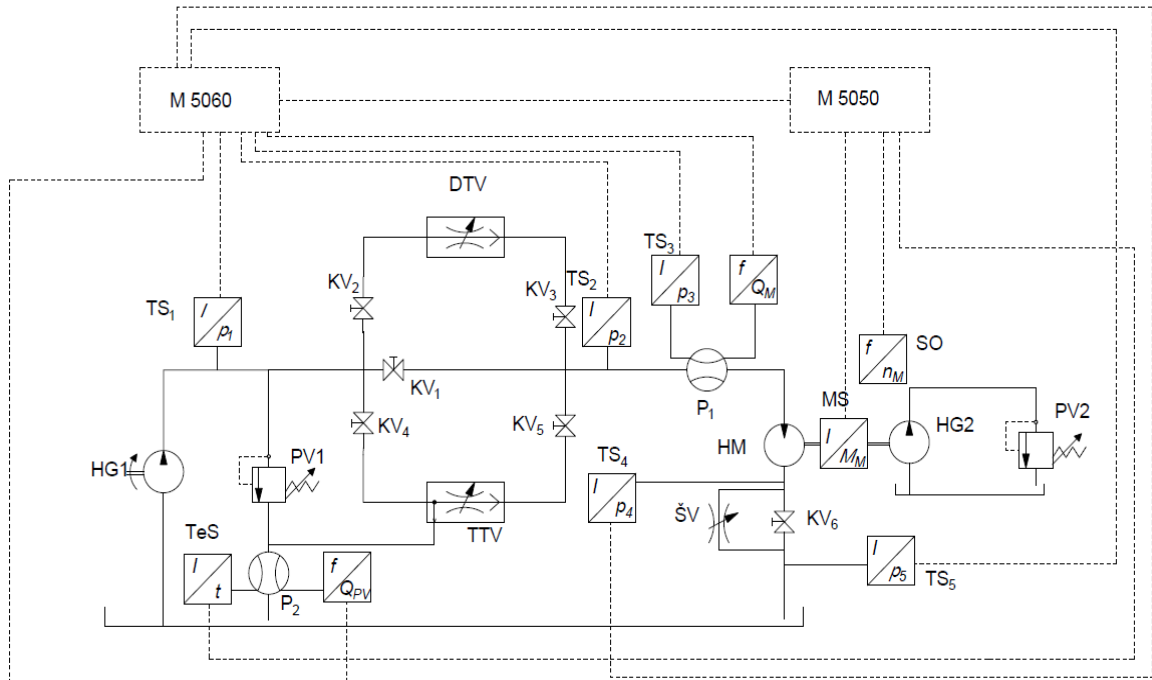 M 5060
M 5050
DTV
TS3
I
p3
f
QM
KV2
TS2
KV3
I
p2
TS1
I
p1
f
nM
SO
KV1
P1
MS
KV4
KV5
HM
I
MM
HG2
PV2
HG1
PV1
TS4
I
p4
ŠV
KV6
TeS
TTV
I
t
P2
f
QPV
I
p5
TS5